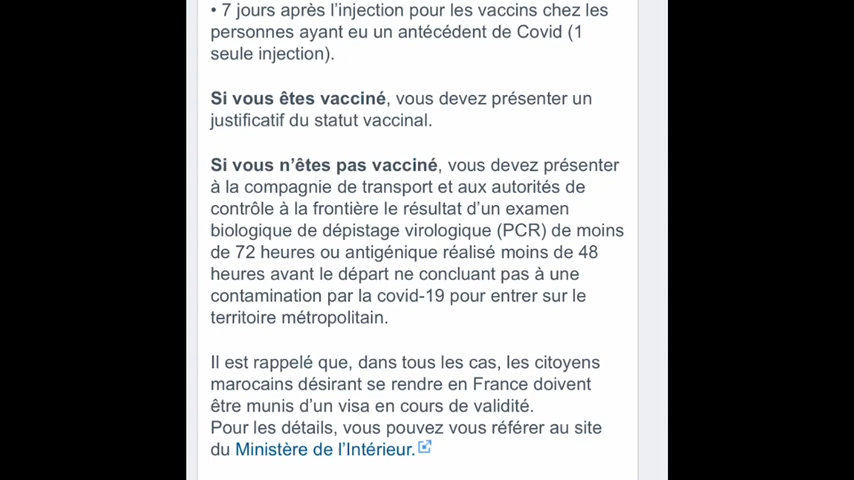 • 7 jours après l’injection pour les vaccins chez les
personnes ayant eu un antécédent de Covid (1
seule injection).
Si vous êtes vacciné, vous devez présenter un
justificatif du statut vaccinal.
Si vous n’êtes pas vacciné, vous devez présenter
à la compagnie de transport et aux autorités de
contrôle à la frontière le résultat d’un examen
biologique de dépistage virologique (PCR) de moins
de 72 heures ou antigénique réalisé moins de 48
heures avant le départ ne concluant pas à une
contamination par la covid-19 pour entrer sur le
territoire métropolitain.
Il est rappelé que, dans tous les cas, les citoyens
marocains désirant se rendre en France doivent
être munis d’un visa en cours de validité.
Pour les détails, vous pouvez vous référer au site
du Ministère de l’Intérieur.